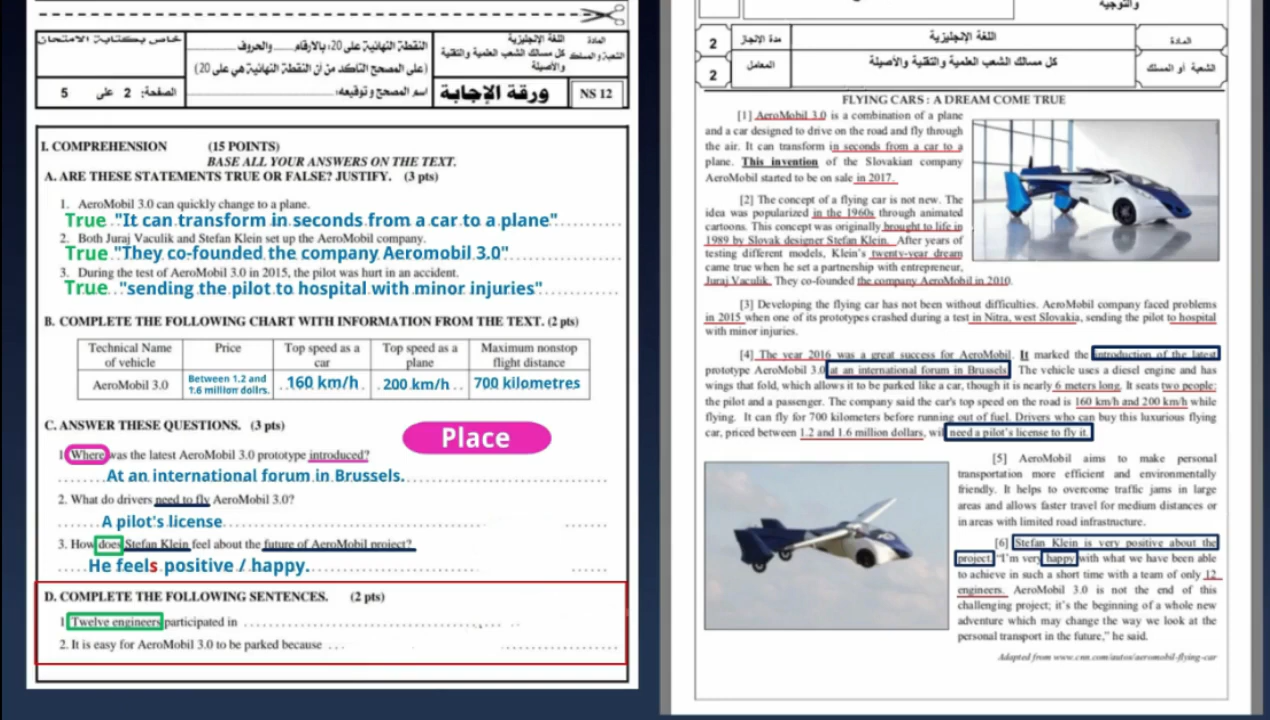 خاص بكتابة الامتحان
النقطة النهائية على 20: بالأرقام........ والحروف
(على المصحح التأكد من أن النقطة النهائية هي على 20)
المادة
اللغة الإنجليزية
الشعبة والمسلك
كل مسالك الشعب العلمية والتقنية والأصيلة
الصفحة: 2 على 5
اسم المصحح وتوقيعه:
ورقة الإجابة
NS 12
I. COMPREHENSION (15 POINTS)
BASE ALL YOUR ANSWERS ON THE TEXT.
A. ARE THESE STATEMENTS TRUE OR FALSE? JUSTIFY. (3 pts)
1. AeroMobil 3.0 can quickly change to a plane.
True "It can transform in seconds from a car to a plane"
2. Both Juraj Vaculik and Stefan Klein set up the AeroMobil company.
True "They co-founded the company Aeromobil 3.0"
3. During the test of AeroMobil 3.0 in 2015, the pilot was hurt in an accident.
True "sending the pilot to hospital with minor injuries"
B. COMPLETE THE FOLLOWING CHART WITH INFORMATION FROM THE TEXT. (2 pts)
Technical Name of vehicle | Price | Top speed as a car | Top speed as a plane | Maximum nonstop flight distance
AeroMobil 3.0 | Between 1.2 and 1.6 million dollrs. | 160 km/h | 200 km/h | 700 kilometres
C. ANSWER THESE QUESTIONS. (3 pts)
Place
1 Where was the latest AeroMobil 3.0 prototype introduced?
At an international forum in Brussels.
2. What do drivers need to fly AeroMobil 3.0?
A pilot's license
3. How does Stefan Klein feel about the future of AeroMobil project?
He feels positive / happy.
D. COMPLETE THE FOLLOWING SENTENCES. (2 pts)
1 Twelve engineers participated in
2. It is easy for AeroMobil 3.0 to be parked because
والتوجيه
2
مدة الإنجاز
اللغة الإنجليزية
المادة
2
المعامل
كل مسالك الشعب العلمية والتقنية والأصيلة
الشعبة أو المسلك
FLYING CARS : A DREAM COME TRUE
[1] AeroMobil 3.0 is a combination of a plane
and a car designed to drive on the road and fly through
the air. It can transform in seconds from a car to a
plane. This invention of the Slovakian company
AeroMobil started to be on sale in 2017.
[2] The concept of a flying car is not new. The
idea was popularized in the 1960s through animated
cartoons. This concept was originally brought to life in
1989 by Slovak designer Stefan Klein. After years of
testing different models, Klein's twenty-year dream
came true when he set a partnership with entrepreneur,
Juraj Vaculik. They co-founded the company AeroMobil in 2010.
[3] Developing the flying car has not been without difficulties. AeroMobil company faced problems
in 2015 when one of its prototypes crashed during a test in Nitra, west Slovakia, sending the pilot to hospital
with minor injuries.
[4] The year 2016 was a great success for AeroMobil. It marked the introduction of the latest
prototype AeroMobil 3.0 at an international forum in Brussels. The vehicle uses a diesel engine and has
wings that fold, which allows it to be parked like a car, though it is nearly 6 meters long. It seats two people:
the pilot and a passenger. The company said the car's top speed on the road is 160 km/h and 200 km/h while
flying. It can fly for 700 kilometers before running out of fuel. Drivers who can buy this luxurious flying
car, priced between 1.2 and 1.6 million dollars, wil need a pilot's license to fly it.
[5] AeroMobil aims to make personal
transportation more efficient and environmentally
friendly. It helps to overcome traffic jams in large
areas and allows faster travel for medium distances or
in areas with limited road infrastructure.
[6] Stefan Klein is very positive about the
project. "I'm very happy with what we have been able
to achieve in such a short time with a team of only 12
engineers. AeroMobil 3.0 is not the end of this
challenging project; it's the beginning of a whole new
adventure which may change the way we look at the
personal transport in the future," he said.
Adapted from www.cnn.com/autos/aeromobil-flying-car